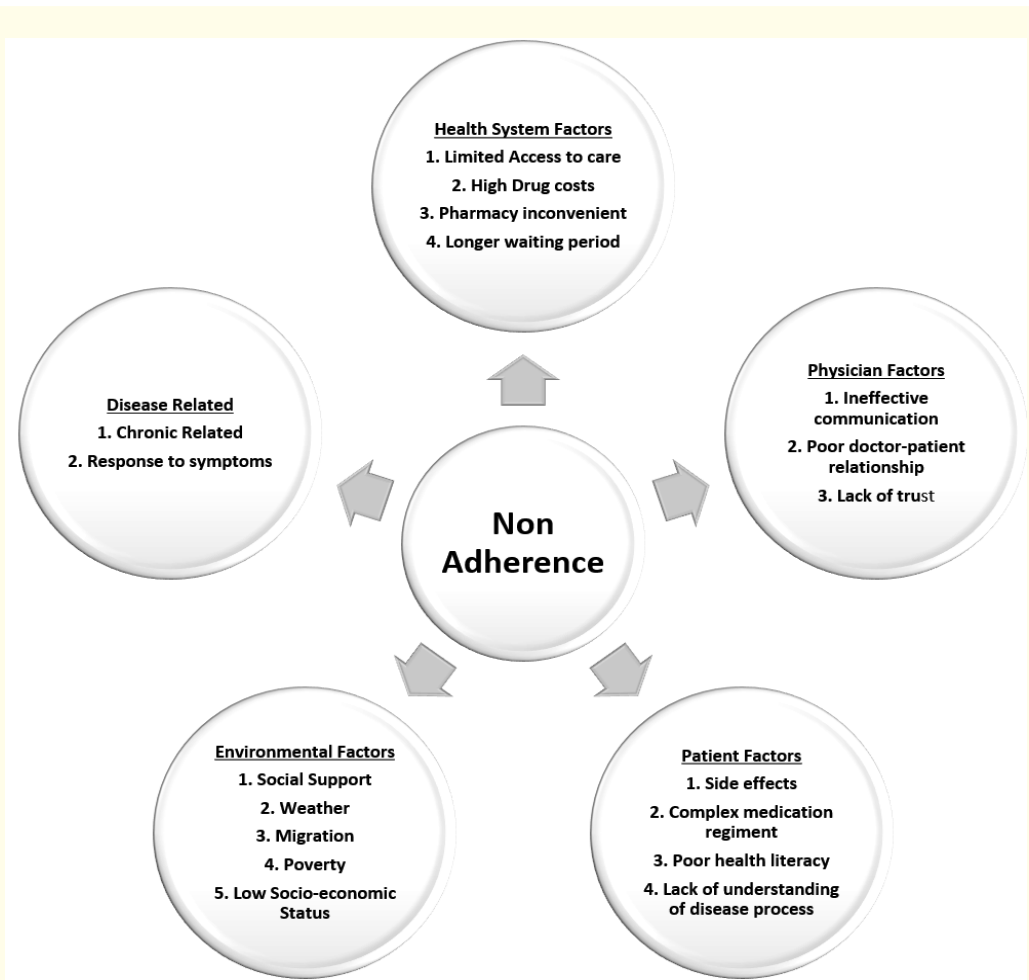 Health System Factors
1. Limited Access to care
2. High Drug costs
3. Pharmacy inconvenient
4. Longer waiting period
Disease Related
1. Chronic Related
2. Response to symptoms
Physician Factors
1. Ineffective
communication
2. Poor doctor-patient
relationship
3. Lack of trust
Non
Adherence
Environmental Factors
1. Social Support
2. Weather
3. Migration
4. Poverty
5. Low Socio-economic
Status
Patient Factors
1. Side effects
2. Complex medication
regiment
3. Poor health literacy
4. Lack of understanding
of disease process